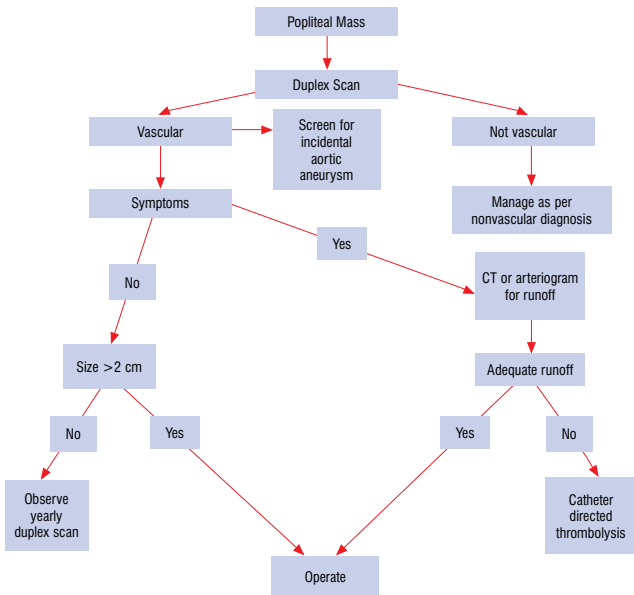 Popliteal Mass
Duplex Scan
Vascular
Screen for
incidental
aortic
aneurysm
Not vascular
Symptoms
Manage as per
nonvascular diagnosis
Yes
No
CT or arteriogram
for runoff
Size >2 cm
Adequate runoff
No
Yes
Yes
No
Observe
yearly
duplex scan
Catheter
directed
thrombolysis
Operate